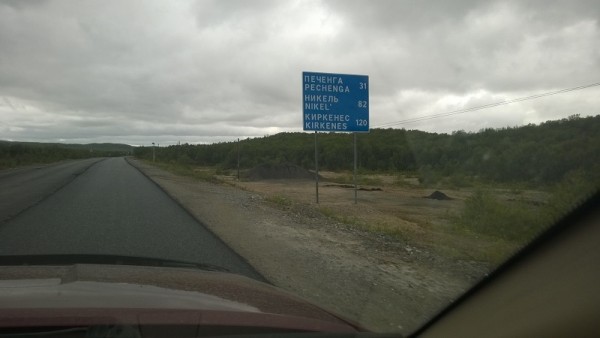 ПЕЧЕНГА
PECHENGA 31
НИКЕЛЬ
NIKEL' 82
КИРКЕНЕС
KIRKENES 120